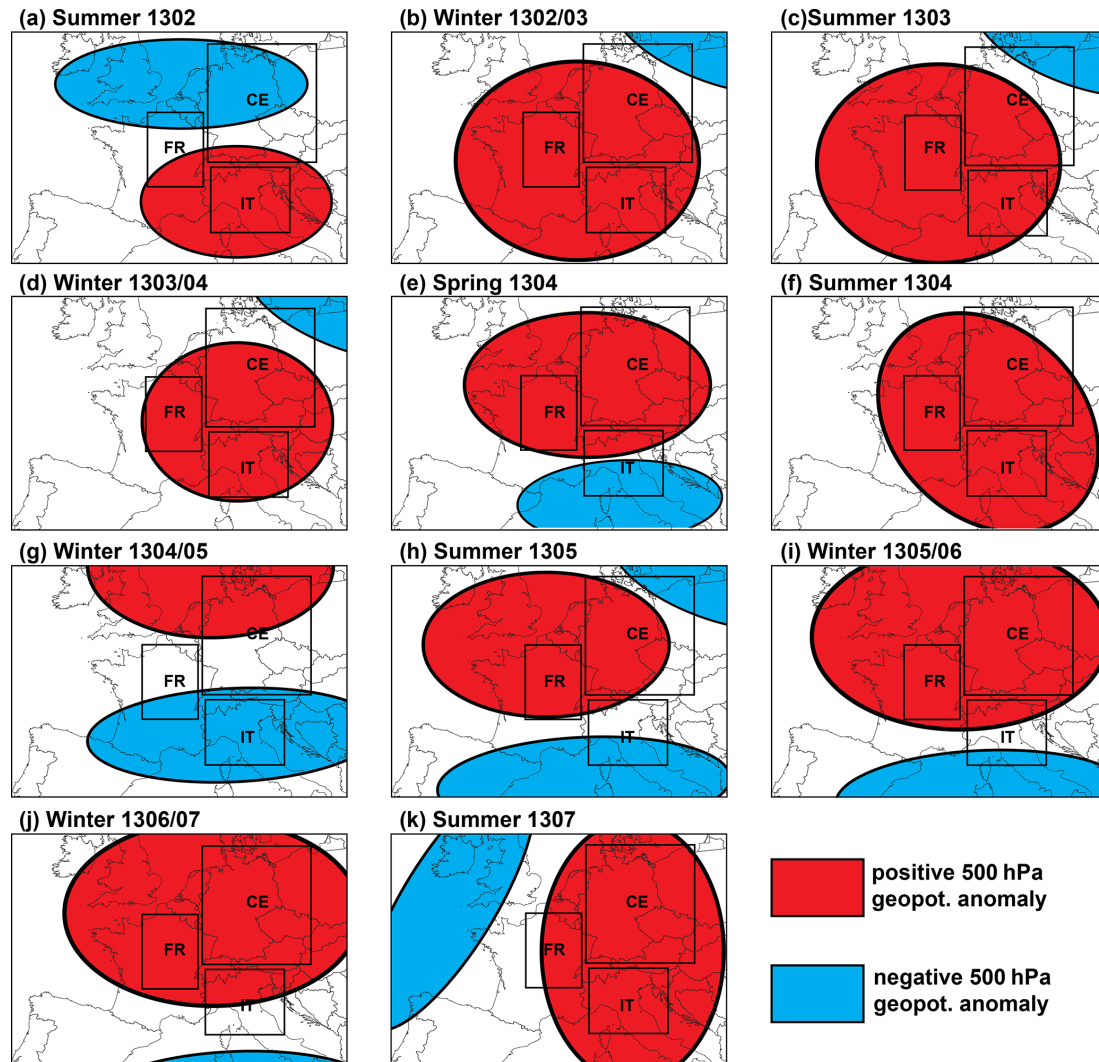 (a) Summer 1302
(b) Winter 1302/03
(c)Summer 1303
CE
FR
IT
CE
FR
IT
CE
FR
IT
(d) Winter 1303/04
(e) Spring 1304
(f) Summer 1304
CE
FR
IT
CE
FR
IT
CE
FR
IT
(g) Winter 1304/05
(h) Summer 1305
(i) Winter 1305/06
CE
FR
IT
CE
FR
IT
CE
FR
IT
(j) Winter 1306/07
(k) Summer 1307
CE
FR
IT
CE
FR
IT
positive 500 hPa
geopot. anomaly
negative 500 hPa
geopot. anomaly